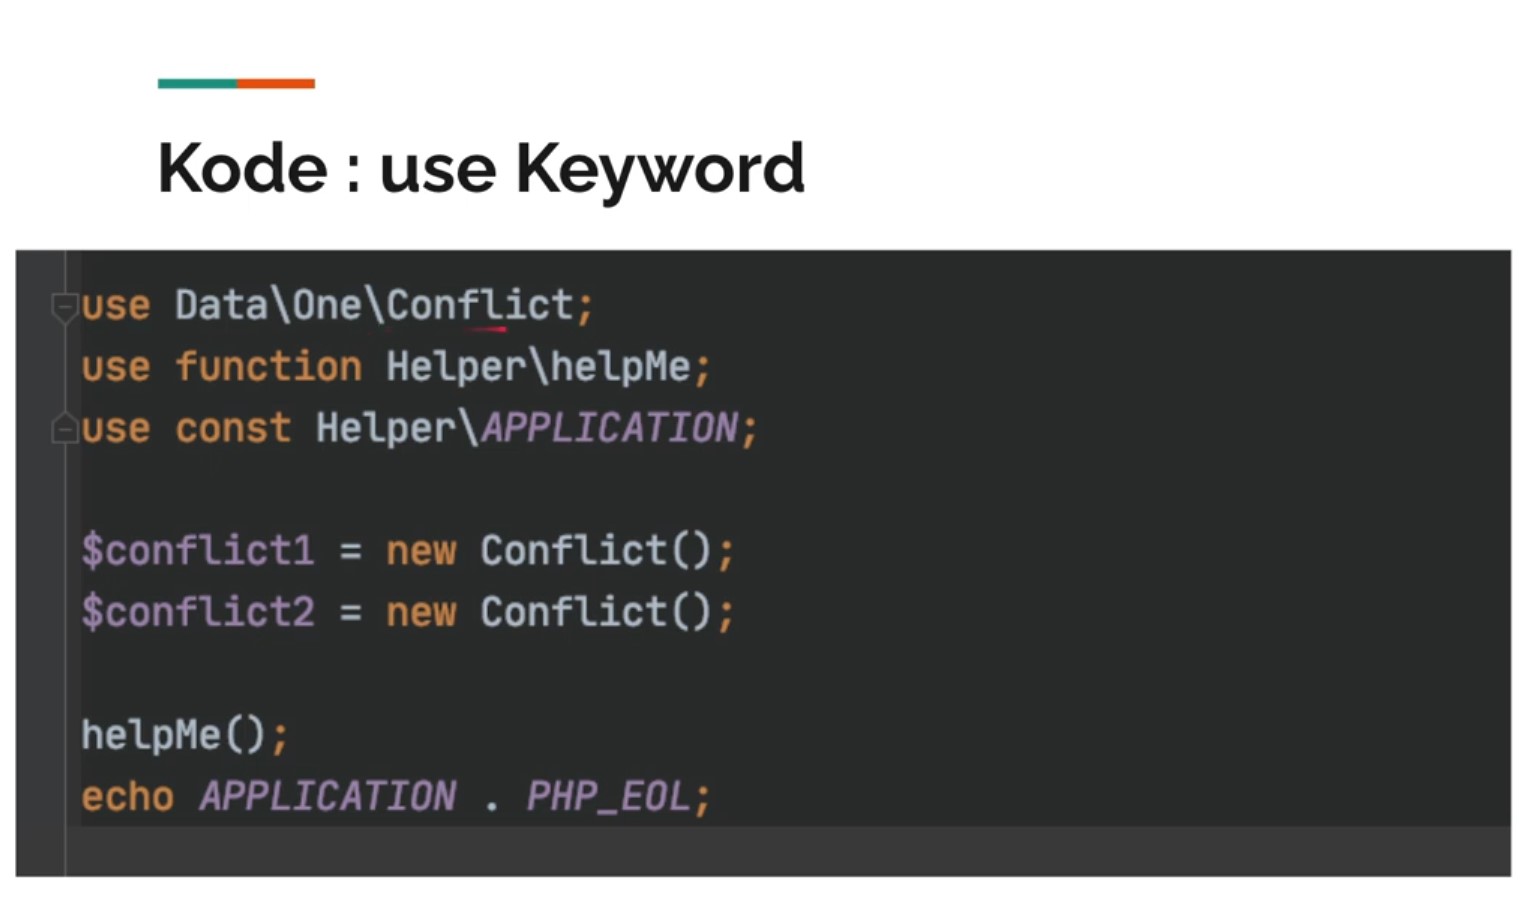 Kode : use Keyword
use Data\One\Conflict;
use function Helper\helpMe;
use const Helper\APPLICATION;
$conflict1 = new Conflict();
$conflict2 = new Conflict();
helpMe();
echo APPLICATION . PHP_EOL;